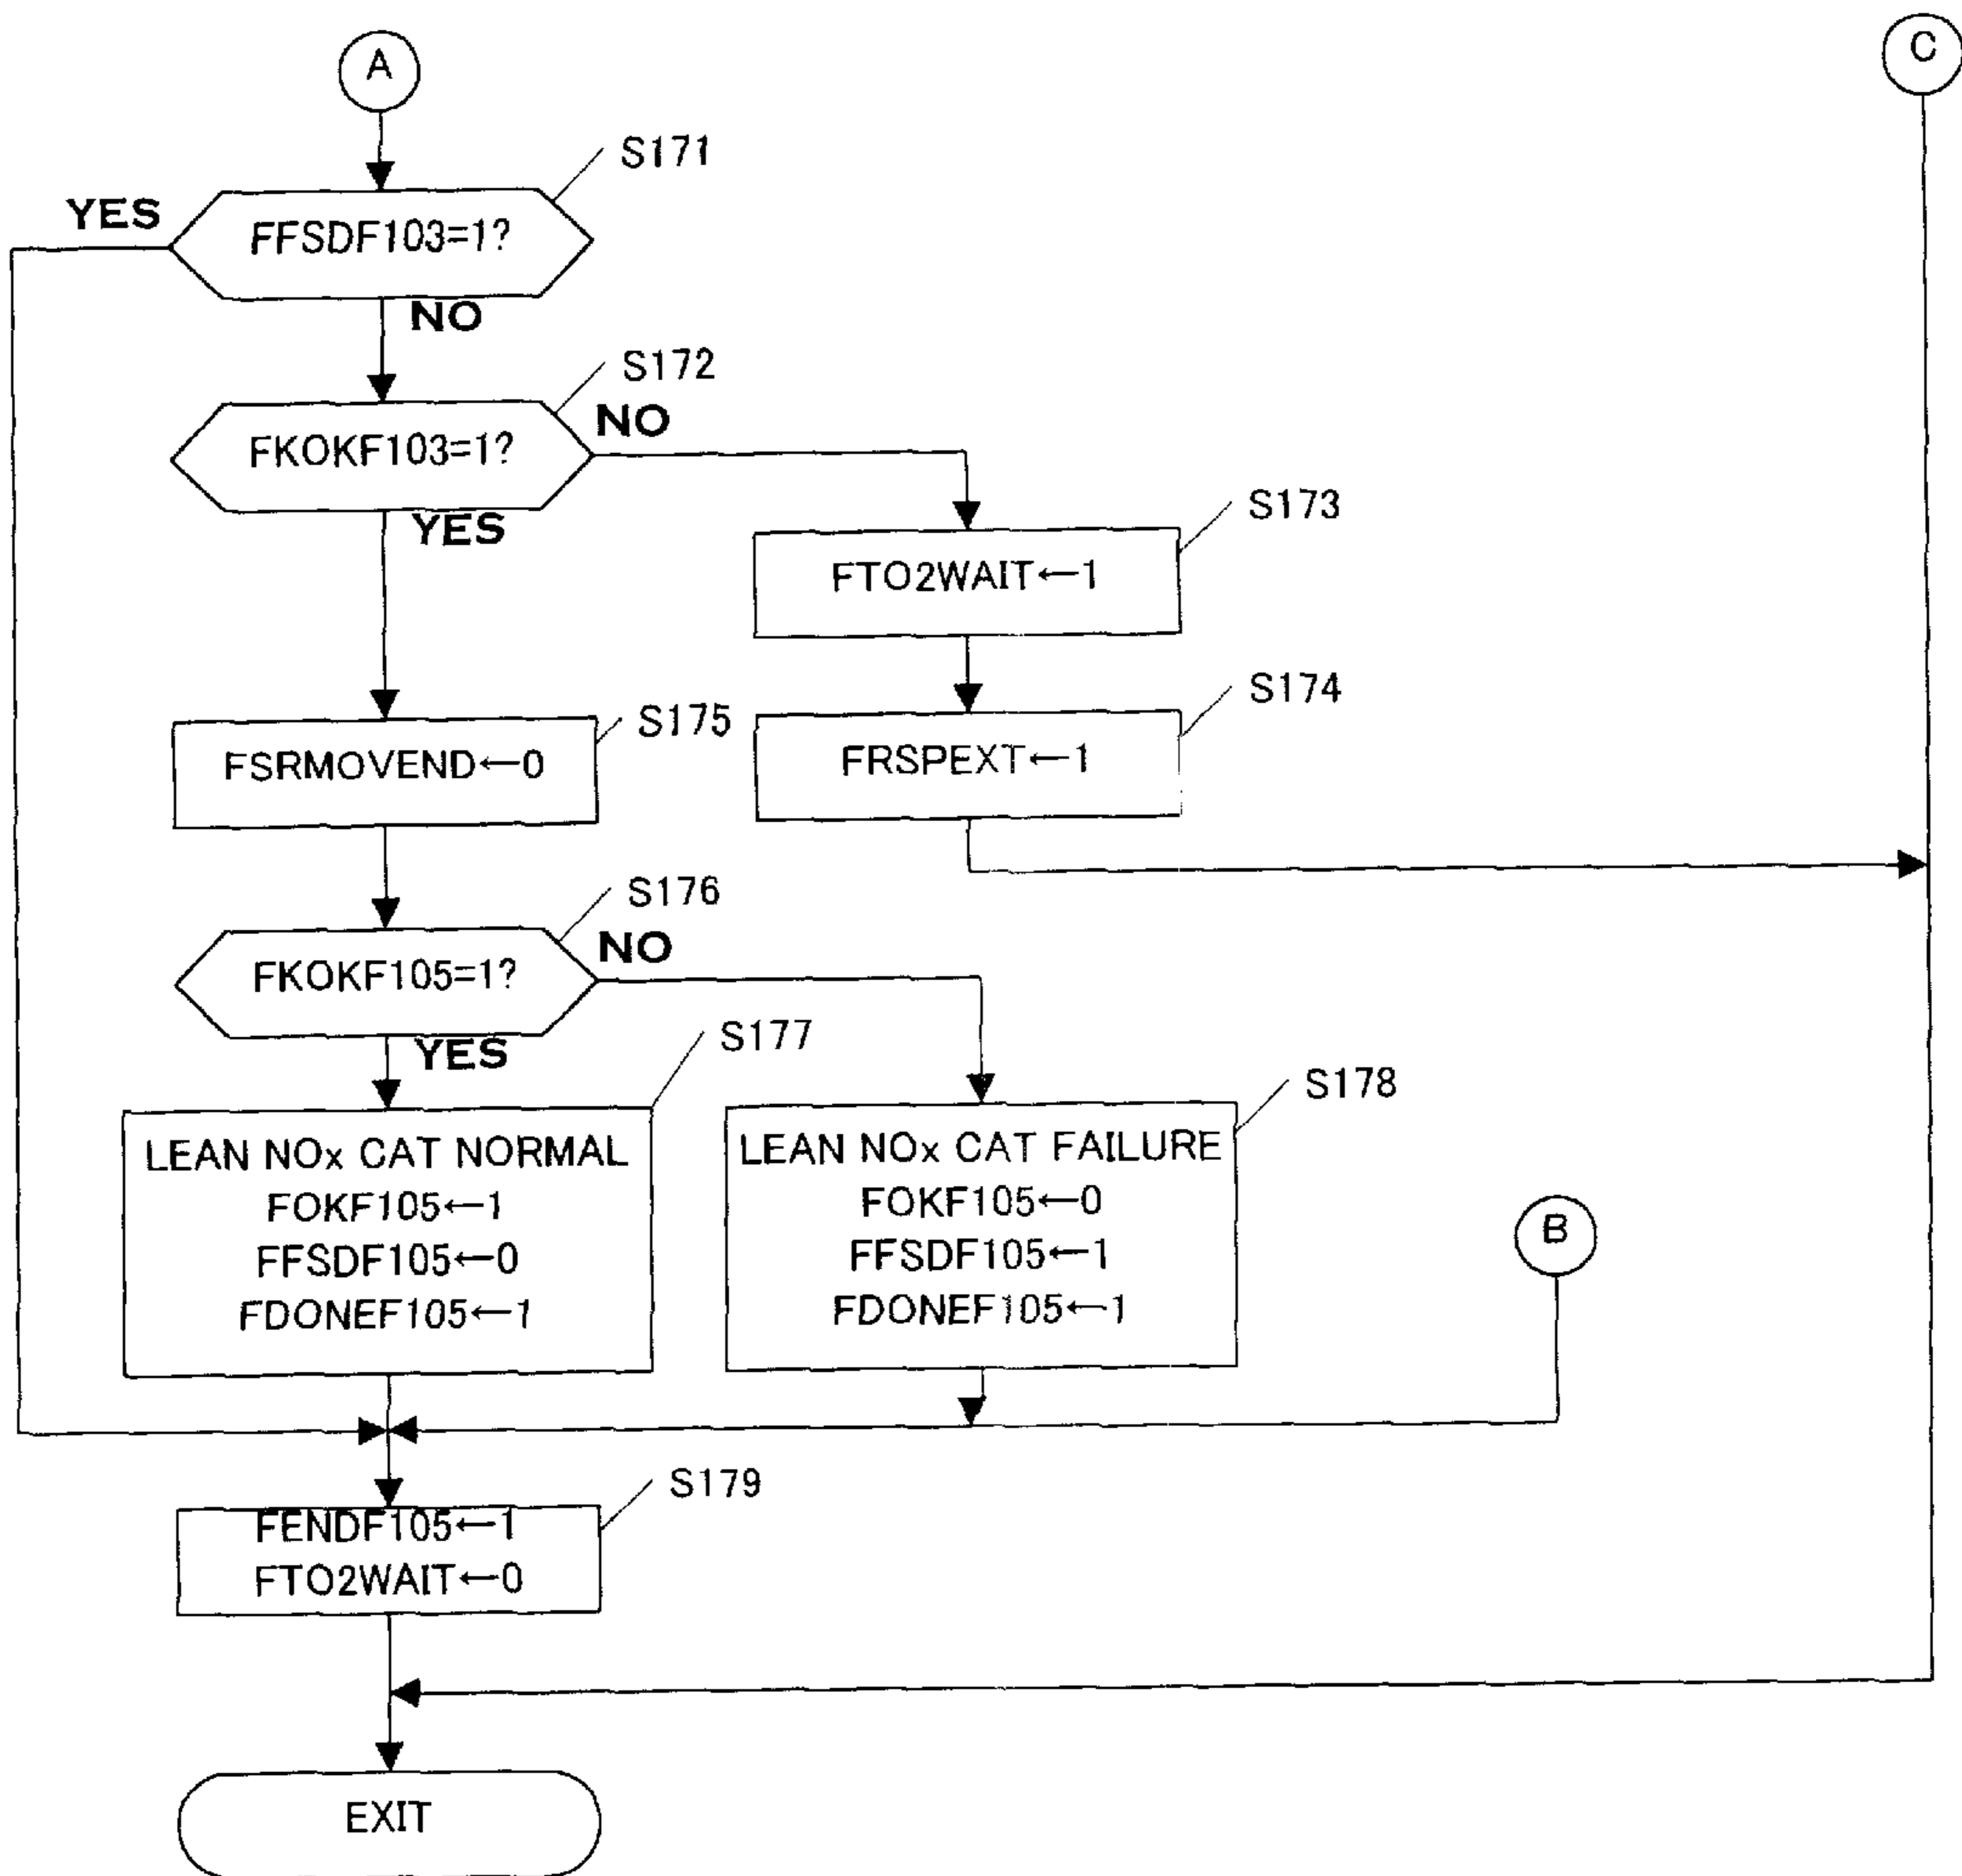 A
C
S171
YES
FFSDF103=1?
NO
S172
NO
FKOKF103=1?
YES
S173
FTO2WAIT←1
S174
FRSPEXT←1
S175
FSRMOVEND←0
S176
NO
FKOKF105=1?
YES
S177
LEAN NOx CAT NORMAL
FOKF105←1
FFSDF105←0
FDONEF105←1
S178
LEAN NOx CAT FAILURE
FOKF105←0
FFSDF105←1
FDONEF105←1
B
S179
FENDF105←1
FTO2WAIT←0
EXIT